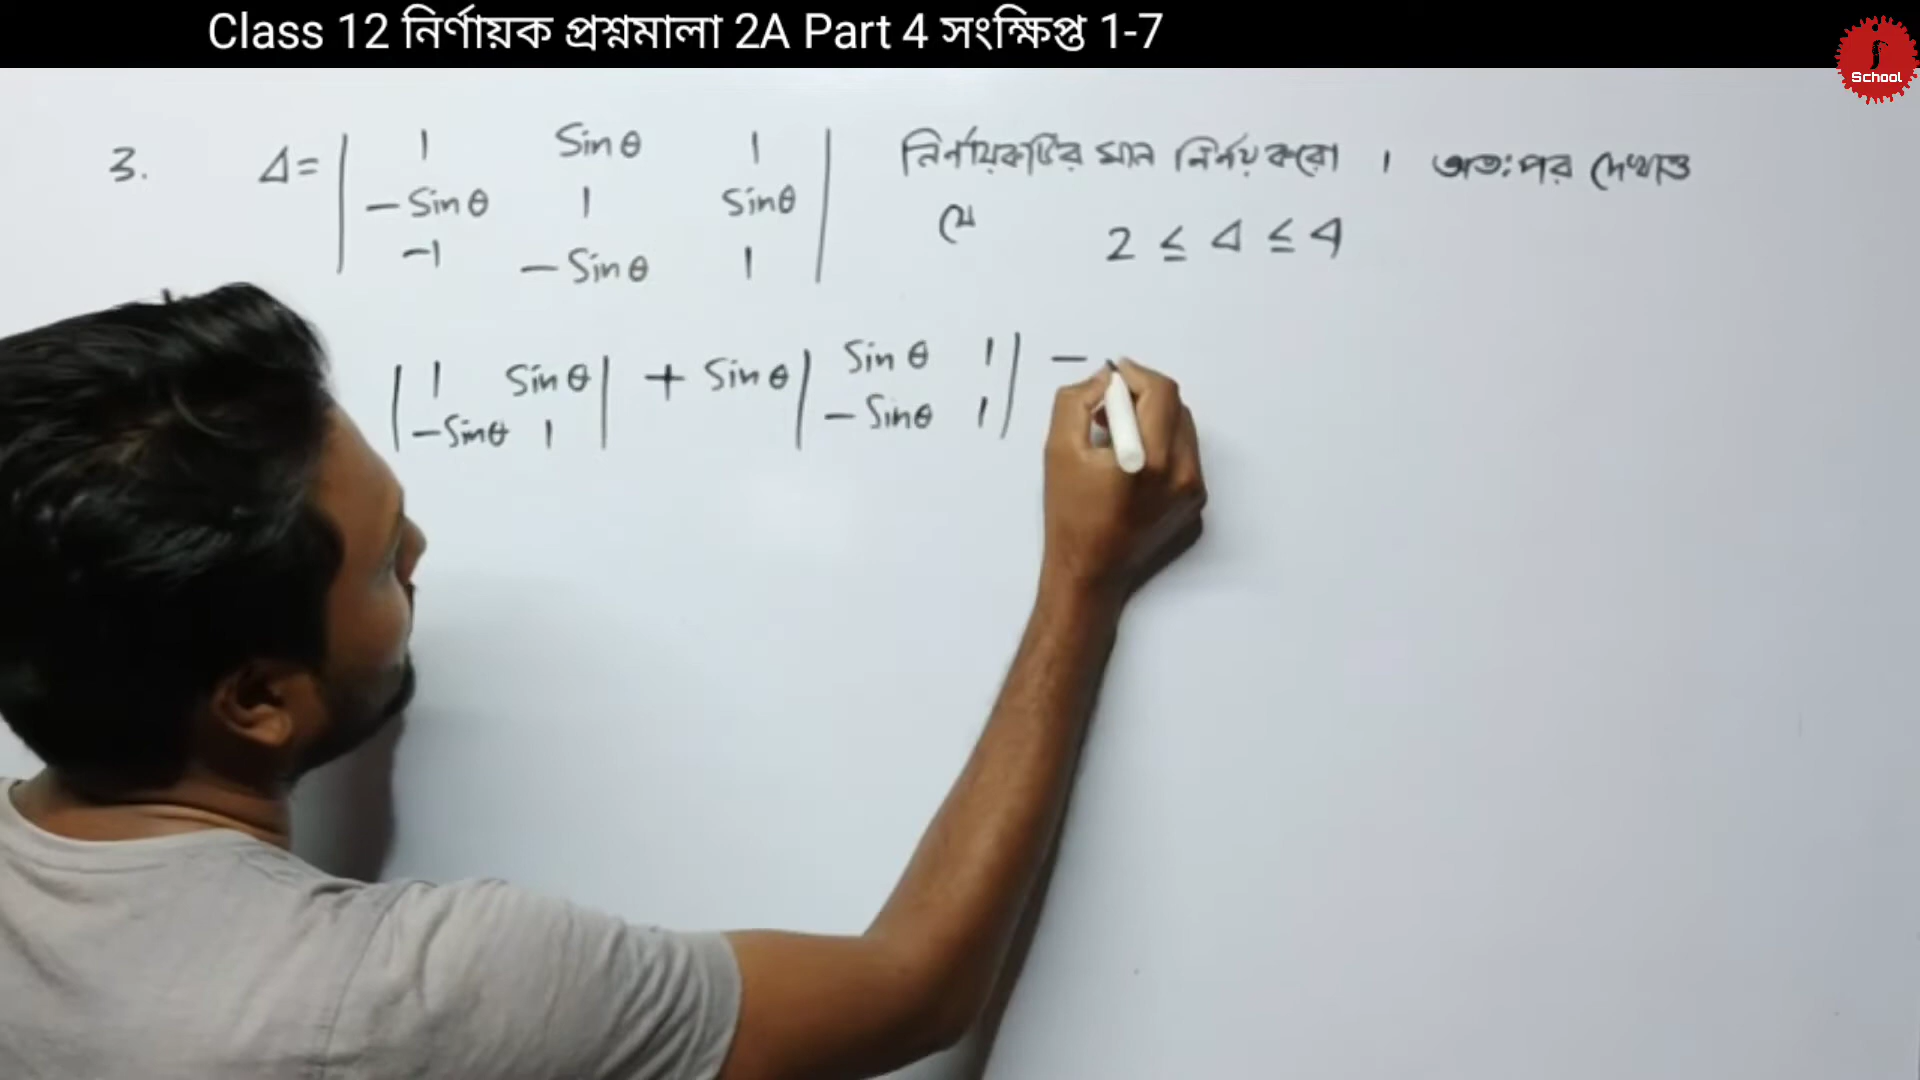 Class 12 নির্ণায়ক প্রশ্নমালা 2A Part 4 সংক্ষিপ্ত 1-7
School
3. Δ= | 1 Sinθ 1 | নির্ণায়কটির মান নির্ণয় করো । অতঃপর দেখাও
-Sinθ 1 Sinθ যে 2 ≤ Δ ≤ 4
-1 -Sinθ 1
| 1 Sinθ | + Sinθ | Sinθ 1 | -
-Sinθ 1 -Sinθ 1